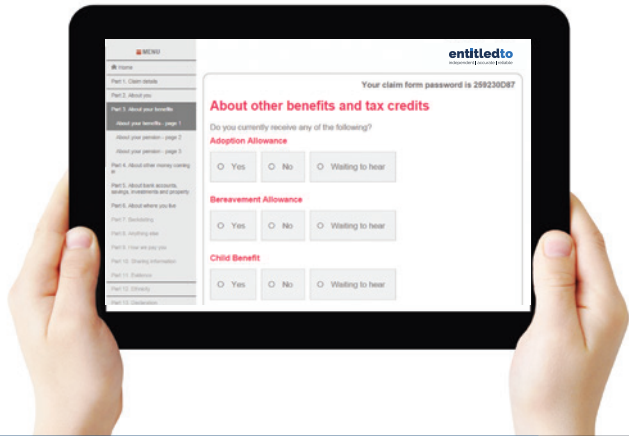 MENU
Home
Part 1. Claim details
Part 2. About you
Part 3. About your benefits
About your benefits - page 1
About your pension - page 2
About your pension - page 3
Part 4. About other money coming
in
Part 5. About bank accounts,
savings, investments and property
Part 6. About where you live
Part 7. Backdating
Part 8. Anything else
Part 9. How we pay you
Part 10. Sharing information
Part 11. Evidence
Part 12. Ethnicity
Part 13. Declaration
entitledto
independent | accurate | reliable
Your claim form password is 259230D87
About other benefits and tax credits
Do you currently receive any of the following?
Adoption Allowance
Yes No Waiting to hear
Bereavement Allowance
Yes No Waiting to hear
Child Benefit
Yes No Waiting to hear